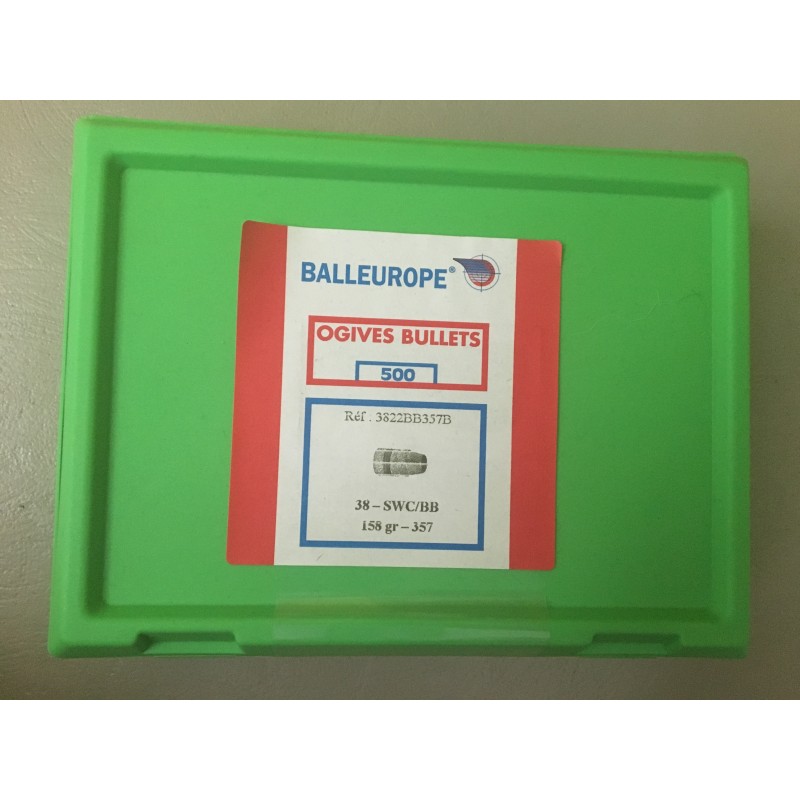 BALLEUROPE®
OGIVES BULLETS
500
Réf. 3822BB357B
38 – SWC/BB
158 gr – 357